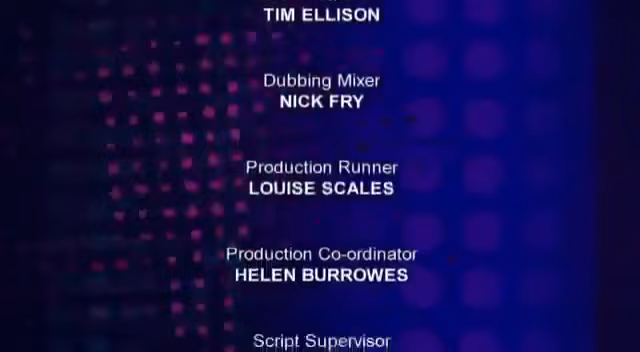 TIM ELLISON
Dubbing Mixer
NICK FRY
Production Runner
LOUISE SCALES
Production Co-ordinator
HELEN BURROWES
Script Supervisor